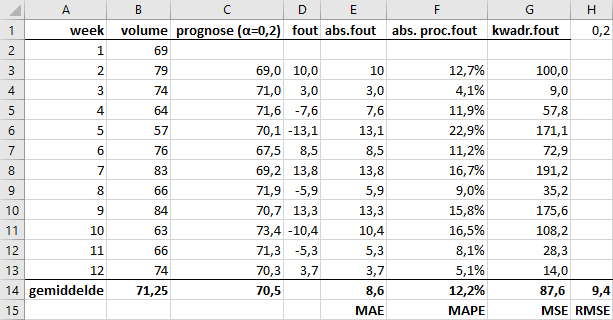 A B C D E F G H
1 week volume prognose (α=0,2) fout abs.fout abs. proc.fout kwadr.fout 0,2
2 1 69
3 2 79 69,0 10,0 10 12,7% 100,0
4 3 74 71,0 3,0 3,0 4,1% 9,0
5 4 64 71,6 -7,6 7,6 11,9% 57,8
6 5 57 70,1 -13,1 13,1 22,9% 171,1
7 6 76 67,5 8,5 8,5 11,2% 72,9
8 7 83 69,2 13,8 13,8 16,7% 191,2
9 8 66 71,9 -5,9 5,9 9,0% 35,2
10 9 84 70,7 13,3 13,3 15,8% 175,6
11 10 63 73,4 -10,4 10,4 16,5% 108,2
12 11 66 71,3 -5,3 5,3 8,1% 28,3
13 12 74 70,3 3,7 3,7 5,1% 14,0
14 gemiddelde 71,25 70,5 8,6 12,2% 87,6 9,4
15 MAE MAPE MSE RMSE